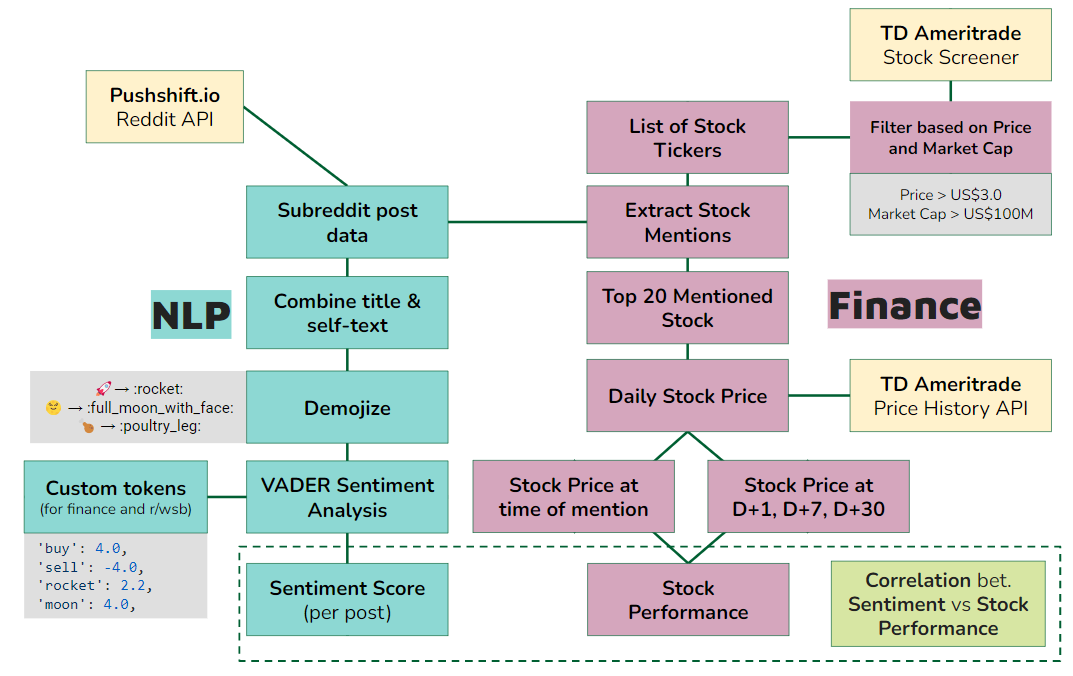 TD Ameritrade
Stock Screener
Pushshift.io
Reddit API
List of Stock
Tickers
Filter based on Price
and Market Cap
Price > US$3.0
Market Cap > US$100M
Subreddit post
data
Extract Stock
Mentions
NLP
Combine title &
self-text
Top 20 Mentioned
Stock
Finance
🚀 → :rocket:
🌝 → :full_moon_with_face:
🍗 → :poultry_leg:
Demojize
Daily Stock Price
TD Ameritrade
Price History API
Custom tokens
(for finance and r/wsb)
VADER Sentiment
Analysis
Stock Price at
time of mention
Stock Price at
D+1, D+7, D+30
'buy': 4.0,
'sell': -4.0,
'rocket': 2.2,
'moon': 4.0,
Sentiment Score
(per post)
Stock
Performance
Correlation bet.
Sentiment vs Stock
Performance